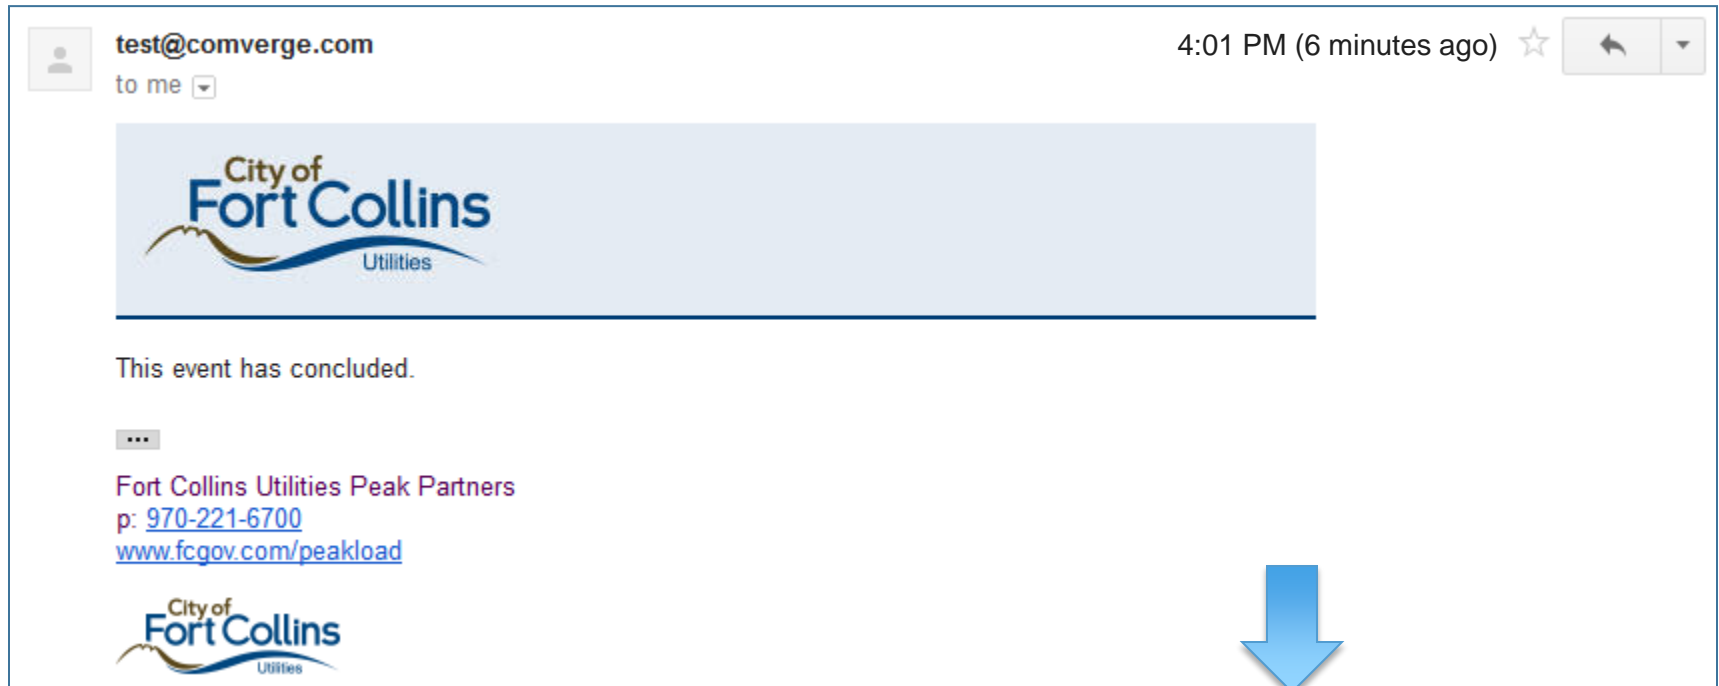 test@comverge.com
4:01 PM (6 minutes ago)
to me
City of
Fort Collins
Utilities
This event has concluded.
Fort Collins Utilities Peak Partners
p: 970-221-6700
www.fcgov.com/peakload
City of
Fort Collins
Utilities